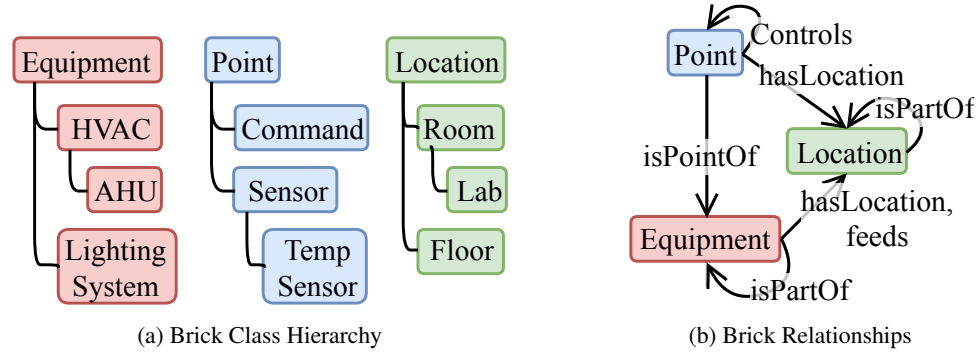 Equipment
HVAC
AHU
Lighting
System
Point
Command
Sensor
Temp
Sensor
Location
Room
Lab
Floor
(a) Brick Class Hierarchy
Point
Controls
hasLocation
isPartOf
Location
isPointOf
hasLocation,
feeds
Equipment
isPartOf
(b) Brick Relationships